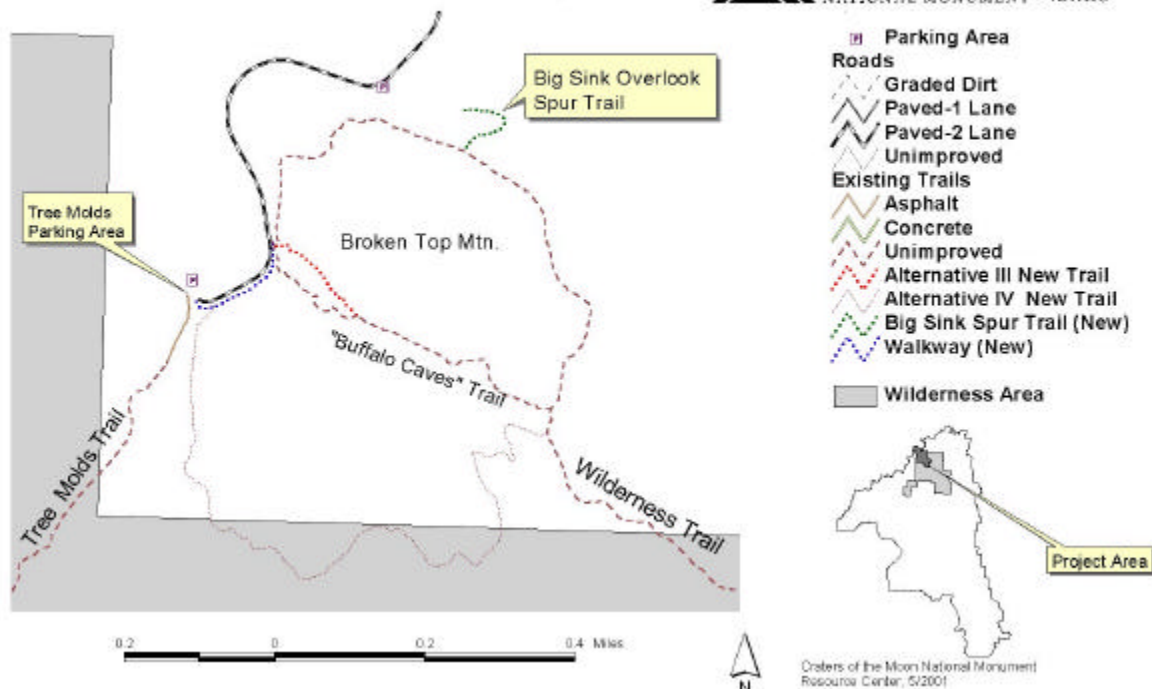 NATIONAL MONUMENT
P Parking Area
Roads
Graded Dirt
Paved-1 Lane
Paved-2 Lane
Unimproved
Existing Trails
Asphalt
Concrete
Unimproved
Alternative III New Trail
Alternative IV New Trail
Big Sink Spur Trail (New)
Walkway (New)
Wilderness Area
Big Sink Overlook
Spur Trail
P
Tree Molds
Parking Area
P
Broken Top Mtn.
"Buffalo Caves" Trail
Tree Molds Trail
Wilderness Trail
Project Area
0.2 0 0.2 0.4 Miles
N
Craters of the Moon National Monument
Resource Center, 5/2001